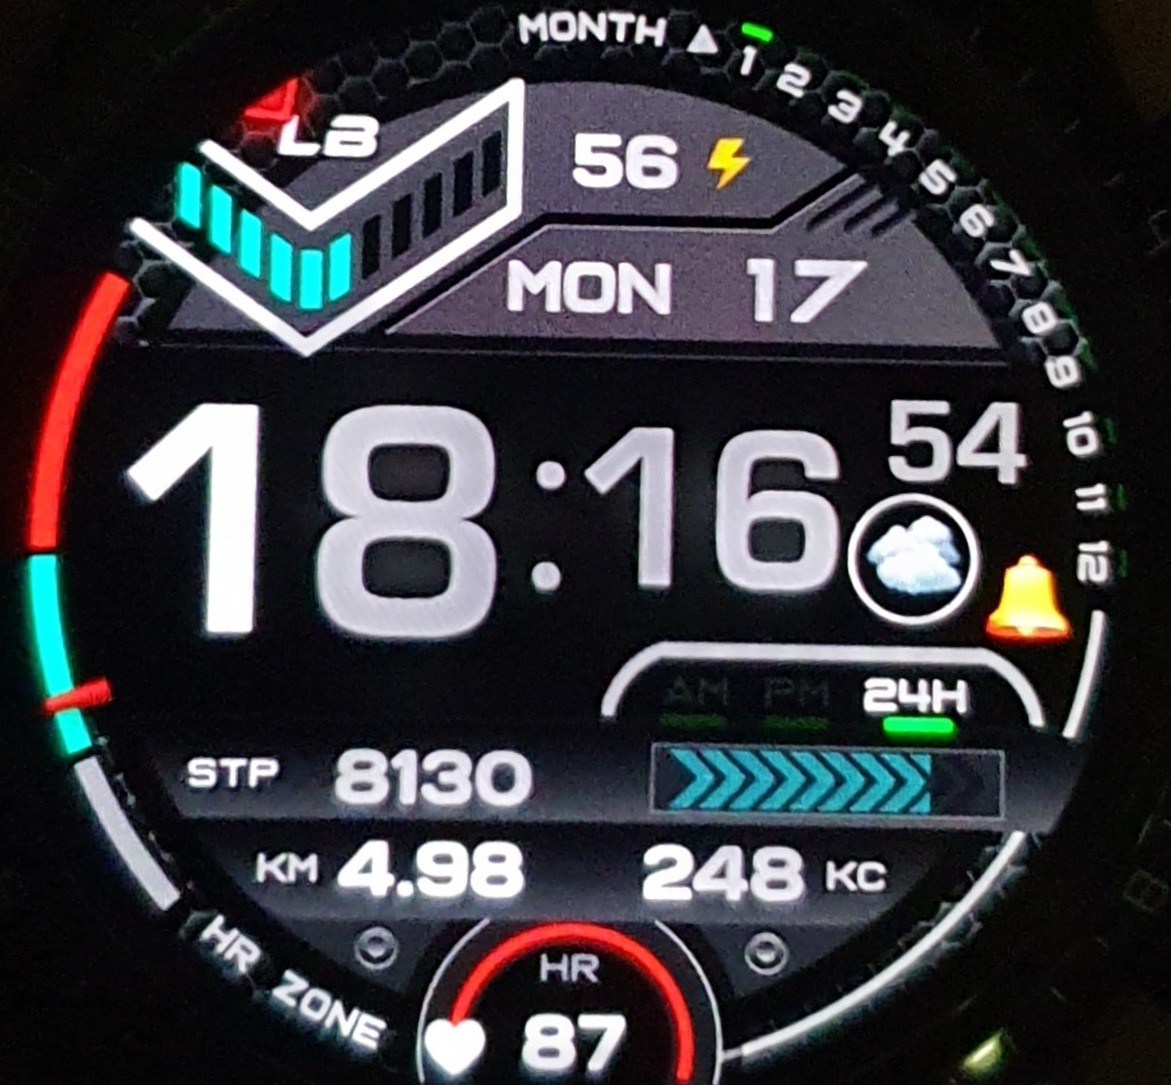 MONTH 1 2 3 4 5 6 7 8 9 10 11 12
LB
56
MON 17
18:16 54
AM PM 24H
STP 8130
KM 4.98 248 KC
HR ZONE
HR
87